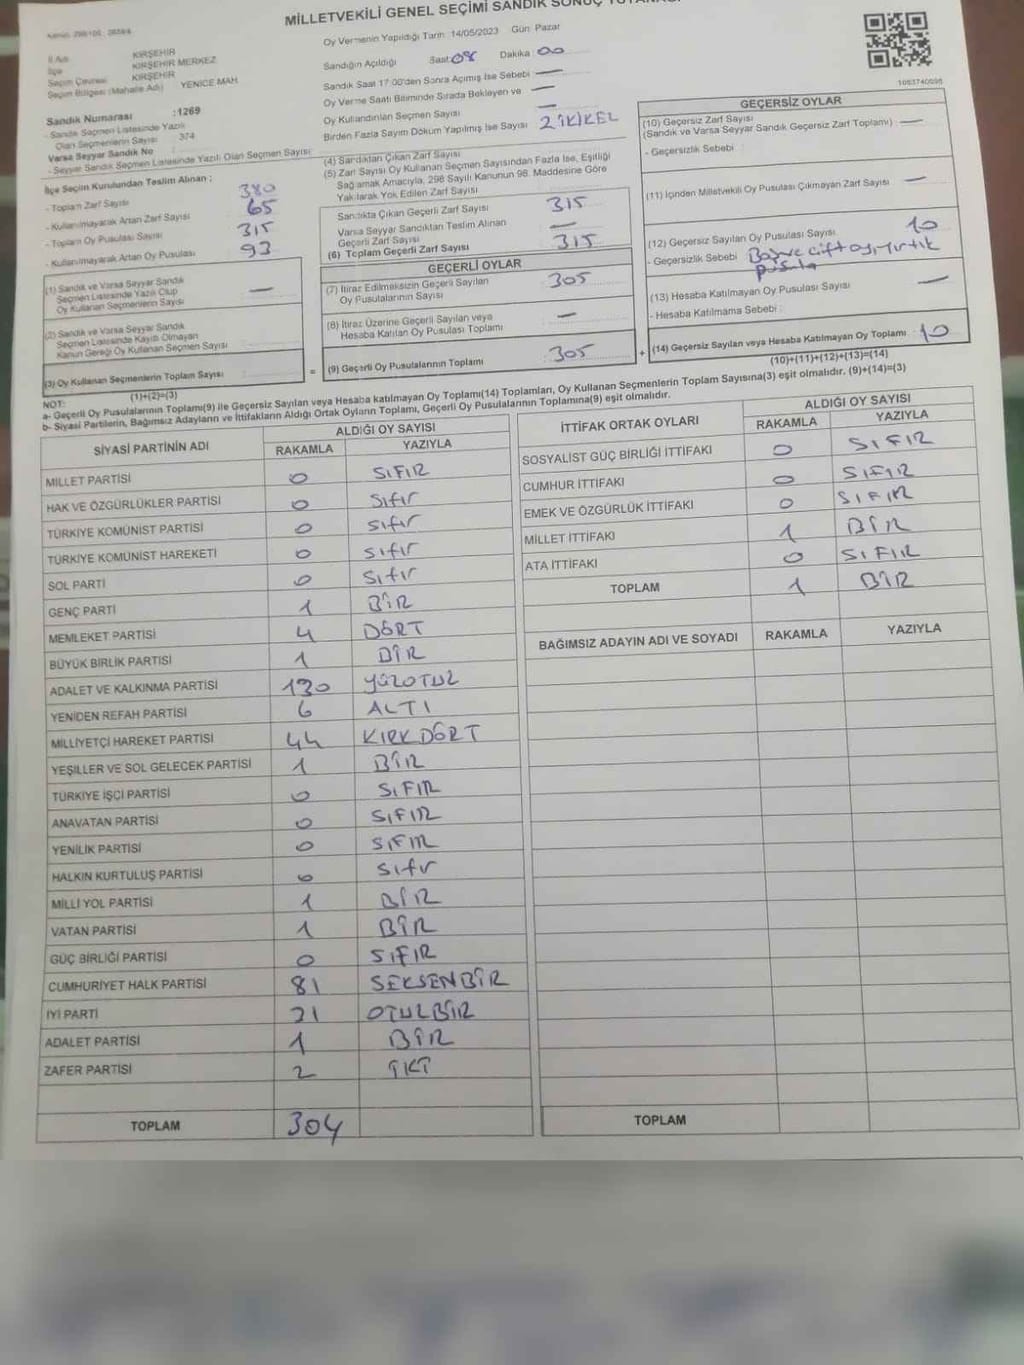 MİLLETVEKİLİ GENEL SEÇİMİ SANDIK SONUÇ
Oy Vermenin Yapıldığı Tarih: 14/05/2023 Gün: Pazar
Sandığın Açıldığı Saat: 08 Dakika: 00
Sandık Saat 17.00'den Sonra Açılmış İse Sebebi —
Oy Verme Saati Bitiminde Sırada Bekleyen ve
Oy Kullandırılan Seçmen Sayısı —
Birden Fazla Sayım Döküm Yapılmış İse Sayısı 2 (İKİ)
İl Adı KIRŞEHİR
İlçe KIRŞEHİR MERKEZ
Seçim Çevresi KIRŞEHİR
Seçim Bölgesi (Mahalle Adı) YENİCE MAH.
Sandık Numarası :1269
- Sandık Seçmen Listesinde Yazılı
Olan Seçmenlerin Sayısı : 374
Varsa Seyyar Sandık No
- Seyyar Sandık Seçmen Listesinde Yazılı Olan Seçmen Sayısı
İlçe Seçim Kurulundan Teslim Alınan ;
- Toplam Zarf Sayısı 380
- Kullanılmayarak Artan Zarf Sayısı 65
- Toplam Oy Pusulası Sayısı 315
- Kullanılmayarak Artan Oy Pusulası 93
(1) Sandık ve Varsa Seyyar Sandık
Seçmen Listesinde Yazılı Olup
Oy Kullanan Seçmenlerin Sayısı —
(2) Sandık ve Varsa Seyyar Sandık
Seçmen Listesinde Kaydı Olmayan
Kanun Gereği Oy Kullanan Seçmen Sayısı
(3) Oy Kullanan Seçmenlerin Toplam Sayısı
(1)+(2)=(3)
(4) Sandıktan Çıkan Zarf Sayısı
(5) Zarf Sayısı Oy Kullanan Seçmen Sayısından Fazla İse, Eşitliği
Sağlamak Amacıyla, 298 Sayılı Kanunun 98. Maddesine Göre
Yakılarak Yok Edilen Zarf Sayısı
Sandıkta Çıkan Geçerli Zarf Sayısı 315
Varsa Seyyar Sandıktan Teslim Alınan
Geçerli Zarf Sayısı —
(6) Toplam Geçerli Zarf Sayısı 315
GEÇERLİ OYLAR
(7) İtiraz Edilmeksizin Geçerli Sayılan
Oy Pusulalarının Sayısı 305
(8) İtiraz Üzerine Geçerli Sayılan veya
Hesaba Katılan Oy Pusulası Toplamı —
= (9) Geçerli Oy Pusulalarının Toplamı 305
1083740095
GEÇERSİZ OYLAR
(10) Geçersiz Zarf Sayısı
(Sandık ve Varsa Seyyar Sandık Geçersiz Zarf Toplamı) : —
- Geçersizlik Sebebi :
(11) İçinden Milletvekili Oy Pusulası Çıkmayan Zarf Sayısı —
(12) Geçersiz Sayılan Oy Pusulası Sayısı 10
- Geçersizlik Sebebi çift oy, yırtık
pusula
(13) Hesaba Katılmayan Oy Pusulası Sayısı —
- Hesaba Katılmama Sebebi :
+ (14) Geçersiz Sayılan veya Hesaba Katılmayan Oy Toplamı : 10
(10)+(11)+(12)+(13)=(14)
NOT:
a- Geçerli Oy Pusulalarının Toplamı(9) ile Geçersiz Sayılan veya Hesaba katılmayan Oy Toplamı(14) Toplamları, Oy Kullanan Seçmenlerin Toplam Sayısına(3) eşit olmalıdır. (9)+(14)=(3)
b- Siyasi Partilerin, Bağımsız Adayların ve İttifakların Aldığı Ortak Oyların Toplamı, Geçerli Oy Pusulalarının Toplamına(9) eşit olmalıdır.
SİYASİ PARTİNİN ADI ALDIĞI OY SAYISI
RAKAMLA YAZIYLA
MİLLET PARTİSİ 0 SIFIR
HAK VE ÖZGÜRLÜKLER PARTİSİ 0 Sıfır
TÜRKİYE KOMÜNİST PARTİSİ 0 Sıfır
TÜRKİYE KOMÜNİST HAREKETİ 0 Sıfır
SOL PARTİ 0 Sıfır
GENÇ PARTİ 1 BİR
MEMLEKET PARTİSİ 4 DÖRT
BÜYÜK BİRLİK PARTİSİ 1 BİR
ADALET VE KALKINMA PARTİSİ 130 YÜZOTUZ
YENİDEN REFAH PARTİSİ 6 ALTI
MİLLİYETÇİ HAREKET PARTİSİ 44 KIRKDÖRT
YEŞİLLER VE SOL GELECEK PARTİSİ 1 BİR
TÜRKİYE İŞÇİ PARTİSİ 0 SIFIR
ANAVATAN PARTİSİ 0 SIFIR
YENİLİK PARTİSİ 0 SIFIR
HALKIN KURTULUŞ PARTİSİ 0 Sıfır
MİLLİ YOL PARTİSİ 1 BİR
VATAN PARTİSİ 1 BİR
GÜÇ BİRLİĞİ PARTİSİ 0 SIFIR
CUMHURİYET HALK PARTİSİ 81 SEKSENBİR
İYİ PARTİ 31 OTUZBİR
ADALET PARTİSİ 1 BİR
ZAFER PARTİSİ 2 İKİ
TOPLAM 304
İTTİFAK ORTAK OYLARI ALDIĞI OY SAYISI
RAKAMLA YAZIYLA
SOSYALİST GÜÇ BİRLİĞİ İTTİFAKI 0 SIFIR
CUMHUR İTTİFAKI 0 SIFIR
EMEK VE ÖZGÜRLÜK İTTİFAKI 0 SIFIR
MİLLET İTTİFAKI 1 BİR
ATA İTTİFAKI 0 SIFIR
TOPLAM 1 BİR
BAĞIMSIZ ADAYIN ADI VE SOYADI RAKAMLA YAZIYLA
TOPLAM